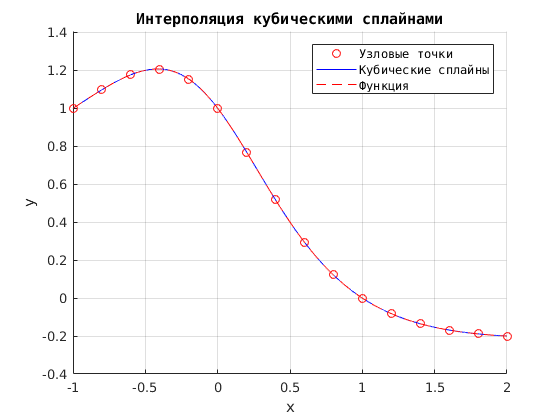 Интерполяция кубическими сплайнами
1.4
1.2
1
0.8
0.6
0.4
0.2
0
-0.2
-0.4
y
Узловые точки
Кубические сплайны
Функция
-1
-0.5
0
0.5
1
1.5
2
x